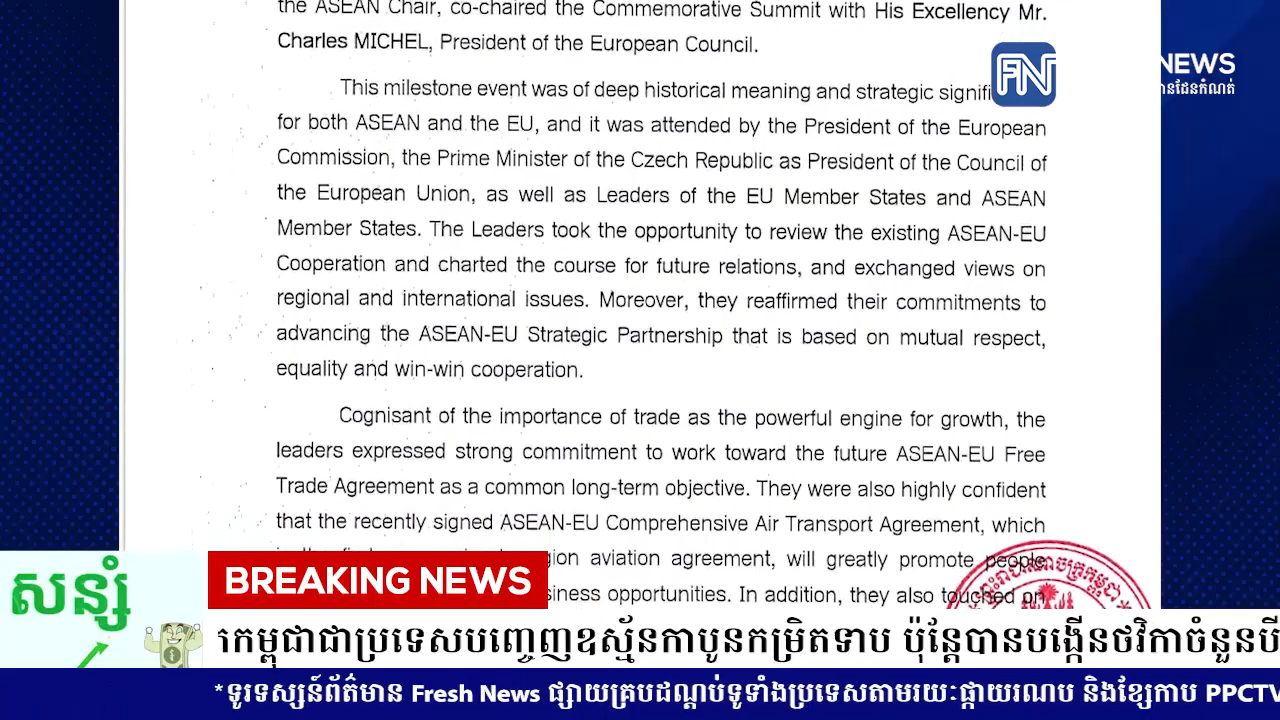 the ASEAN Chair, co-chaired the Commemorative Summit with His Excellency Mr.
Charles MICHEL, President of the European Council.
FN NEWS
This milestone event was of deep historical meaning and strategic
for both ASEAN and the EU, and it was attended by the President of the European
Commission, the Prime Minister of the Czech Republic as President of the Council of
the European Union, as well as Leaders of the EU Member States and ASEAN
Member States. The Leaders took the opportunity to review the existing ASEAN-EU
Cooperation and charted the course for future relations, and exchanged views on
regional and international issues. Moreover, they reaffirmed their commitments to
advancing the ASEAN-EU Strategic Partnership that is based on mutual respect,
equality and win-win cooperation.
Cognisant of the importance of trade as the powerful engine for growth, the
leaders expressed strong commitment to work toward the future ASEAN-EU Free
Trade Agreement as a common long-term objective. They were also highly confident
that the recently signed ASEAN-EU Comprehensive Air Transport Agreement, which
aviation agreement, will greatly promote people
opportunities. In addition, they also touched on
សន្សំ
BREAKING NEWS
កម្ពុជាជាប្រទេសបញ្ចេញឧស្ម័នកាបូនកម្រិតទាប ប៉ុន្តែបានបង្កើនថវិកាចំនួនបី
*ទូរទស្សន៍ព័ត៌មាន Fresh News ផ្សាយគ្របដណ្តប់ទូទាំងប្រទេសតាមរយៈផ្កាយរណប និងខ្សែកាប PPCTV